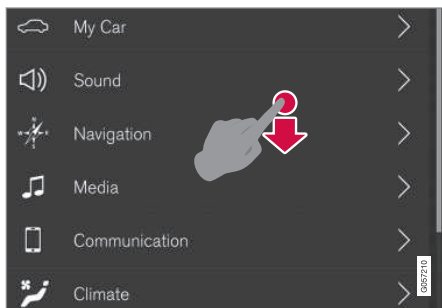 My Car
Sound
Navigation
Media
Communication
Climate
G057210